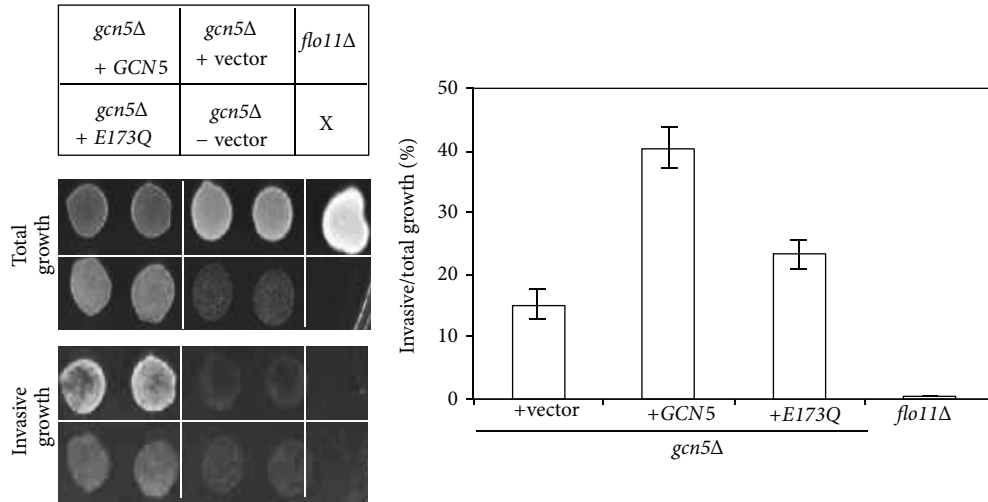 gcn5Δ
+ GCN5
gcn5Δ
+ vector
flo11Δ
gcn5Δ
+ E173Q
gcn5Δ
− vector
X
Total
growth
Invasive
growth
Invasive/total growth (%)
50
40
30
20
10
0
+vector
+GCN5
+E173Q
flo11Δ
gcn5Δ